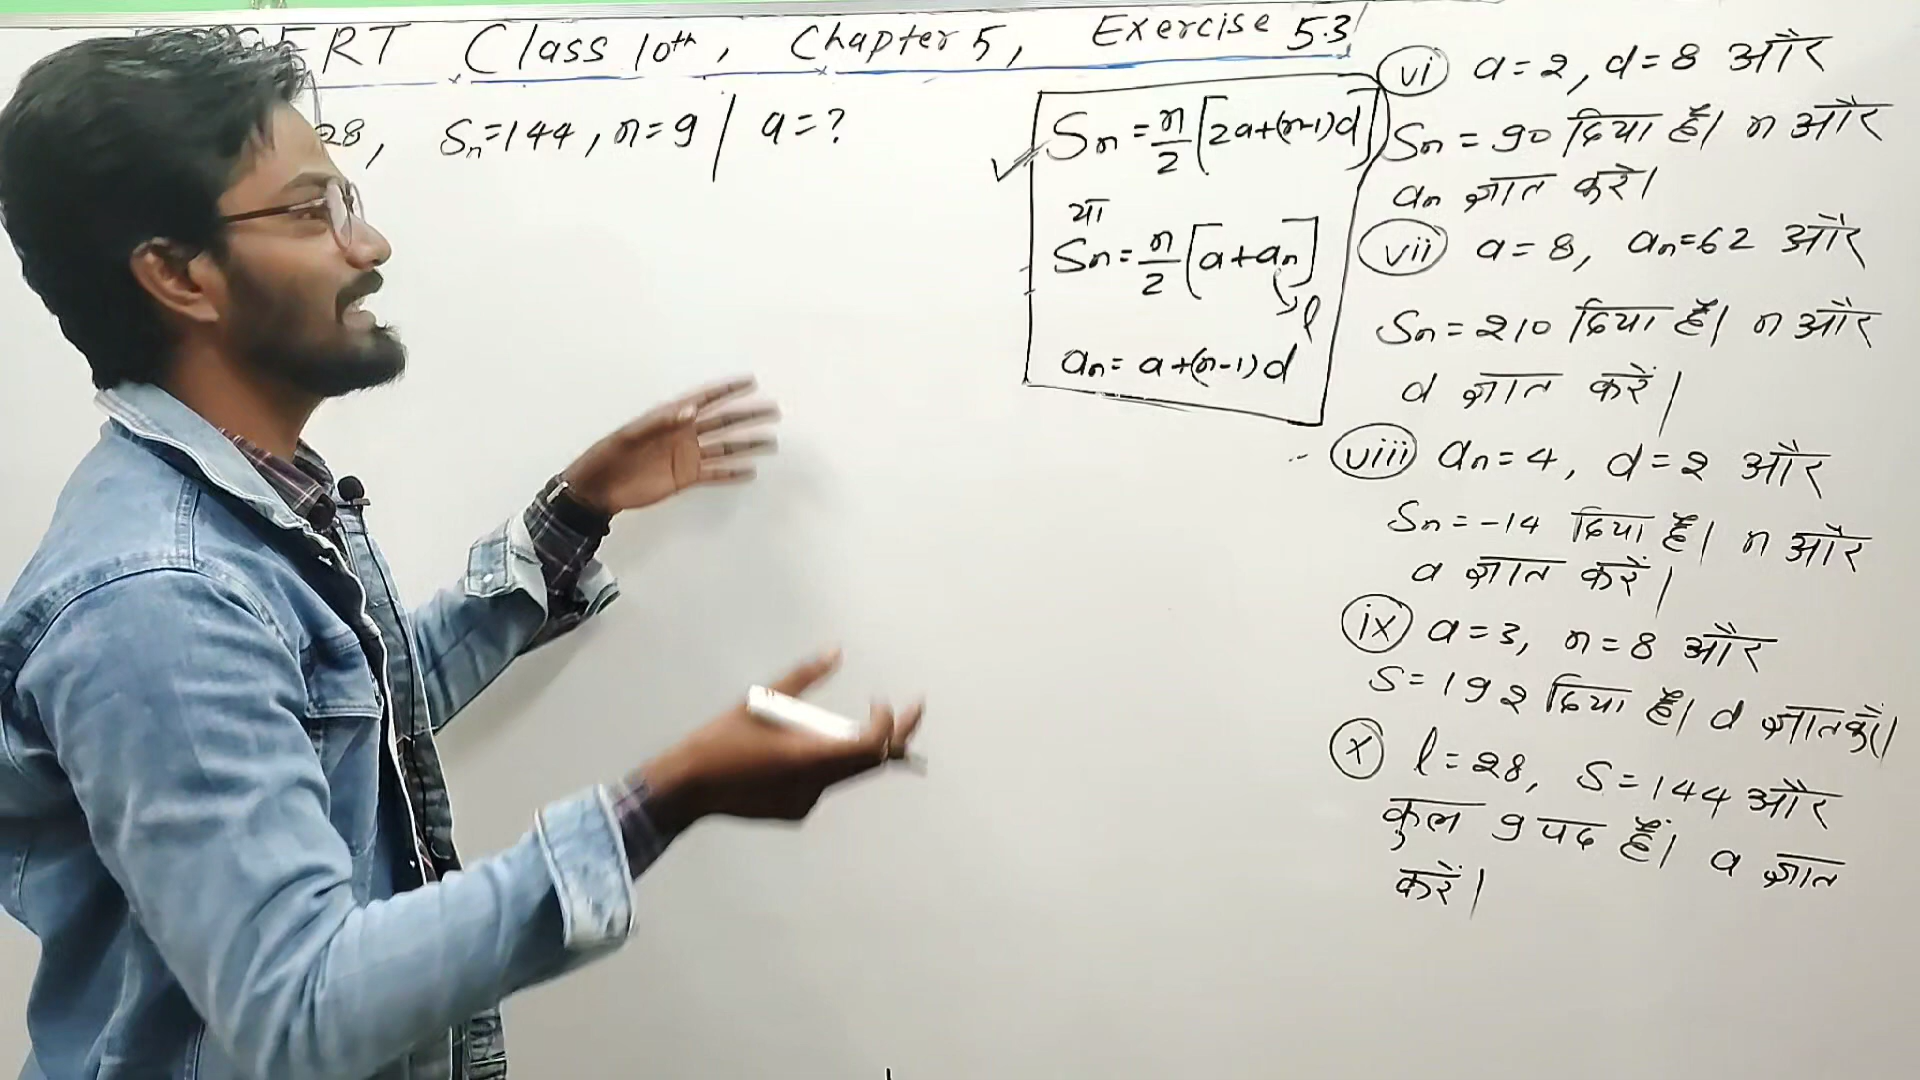 ERT Class 10th, Chapter 5, Exercise 5.3
28, Sn=144, n=9 | a=?
Sn = n/2 [2a+(n-1)d]
या
Sn = n/2 [a+an]
l
an = a+(n-1)d
(vi) a=2, d=8 और
Sn = 90 दिया है। n और
an ज्ञात करें।
(vii) a=8, an=62 और
Sn=210 दिया है। n और
d ज्ञात करें।
(viii) an=4, d=2 और
Sn=-14 दिया है। n और
a ज्ञात करें।
(ix) a=3, n=8 और
S=192 दिया है। d ज्ञात करें।
(x) l=28, S=144 और
कुल 9 पद हैं। a ज्ञात
करें।